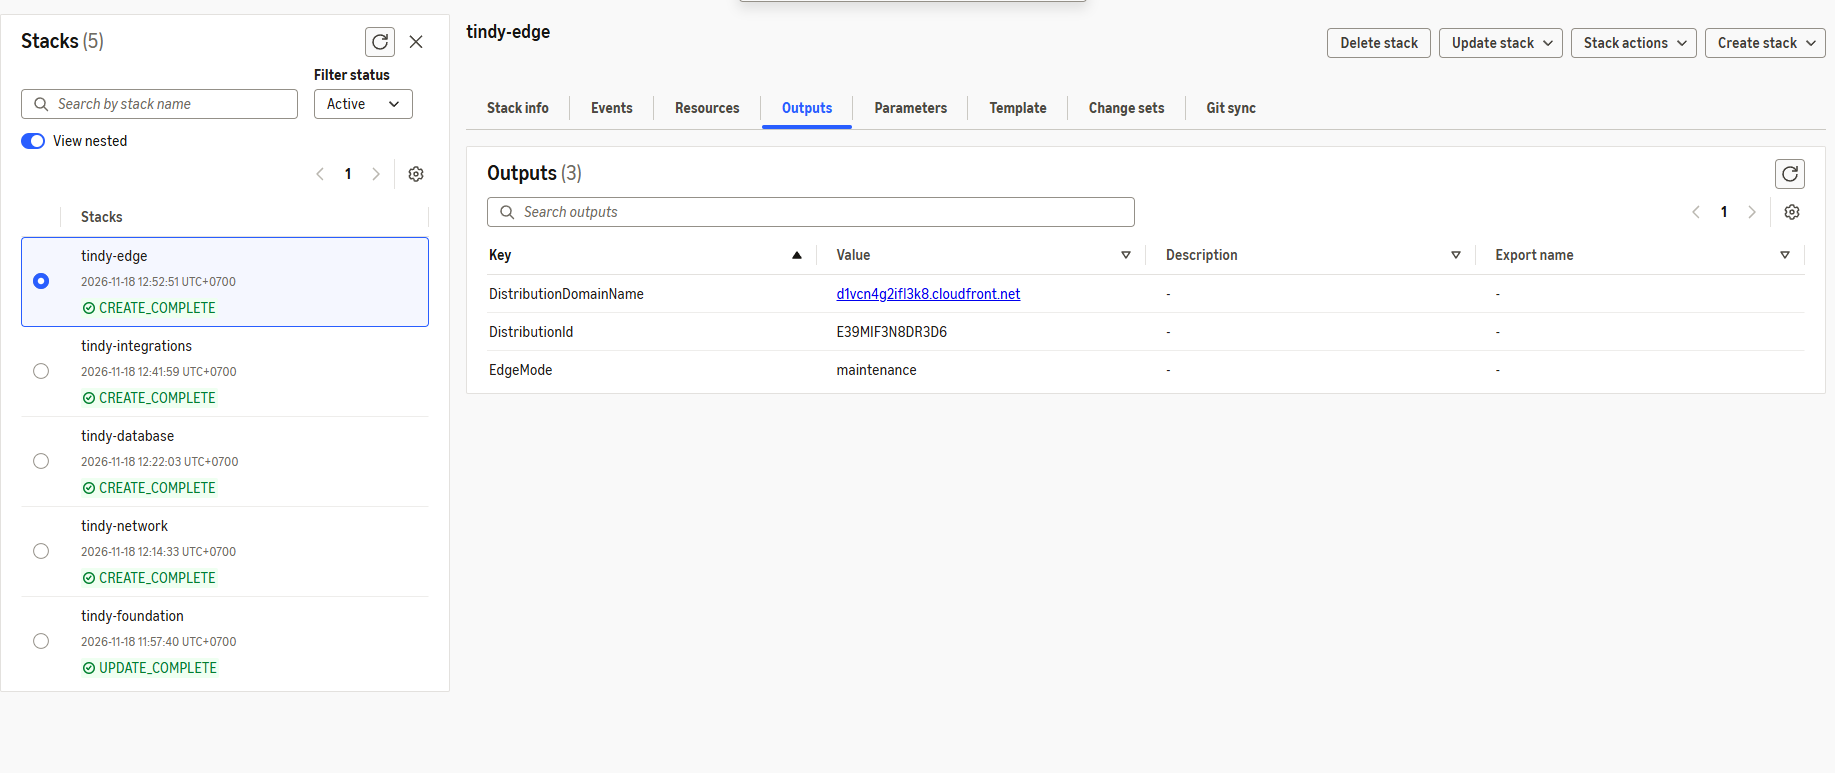 Stacks (5)
Filter status
Search by stack name
Active
View nested
1
Stacks
tindy-edge
2026-11-18 12:52:51 UTC+0700
CREATE_COMPLETE
tindy-integrations
2026-11-18 12:41:59 UTC+0700
CREATE_COMPLETE
tindy-database
2026-11-18 12:22:03 UTC+0700
CREATE_COMPLETE
tindy-network
2026-11-18 12:14:33 UTC+0700
CREATE_COMPLETE
tindy-foundation
2026-11-18 11:57:40 UTC+0700
UPDATE_COMPLETE
tindy-edge
Delete stack Update stack Stack actions Create stack
Stack info Events Resources Outputs Parameters Template Change sets Git sync
Outputs (3)
Search outputs
1
Key Value Description Export name
DistributionDomainName d1vcn4g2ifl3k8.cloudfront.net - -
DistributionId E39MIF3N8DR3D6 - -
EdgeMode maintenance - -